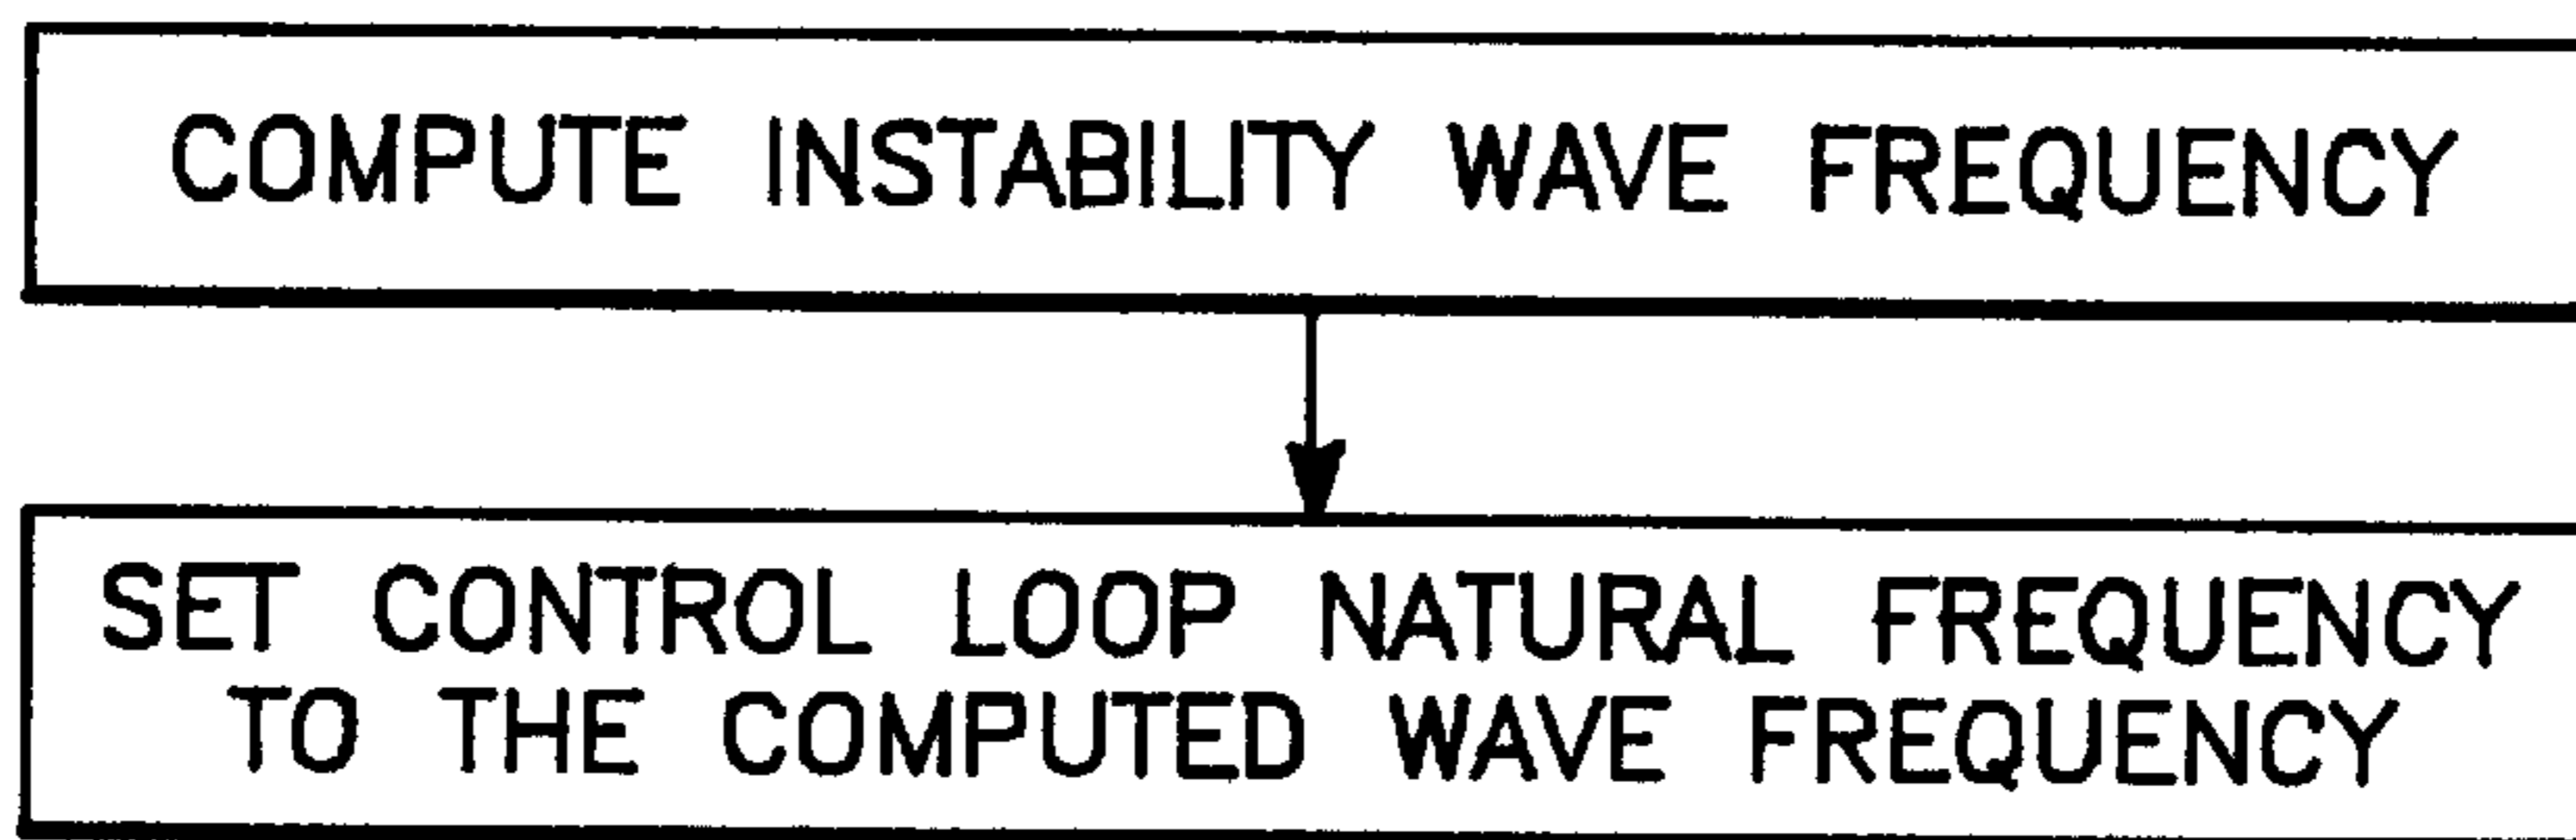 COMPUTE INSTABILITY WAVE FREQUENCY
SET CONTROL LOOP NATURAL FREQUENCY
TO THE COMPUTED WAVE FREQUENCY